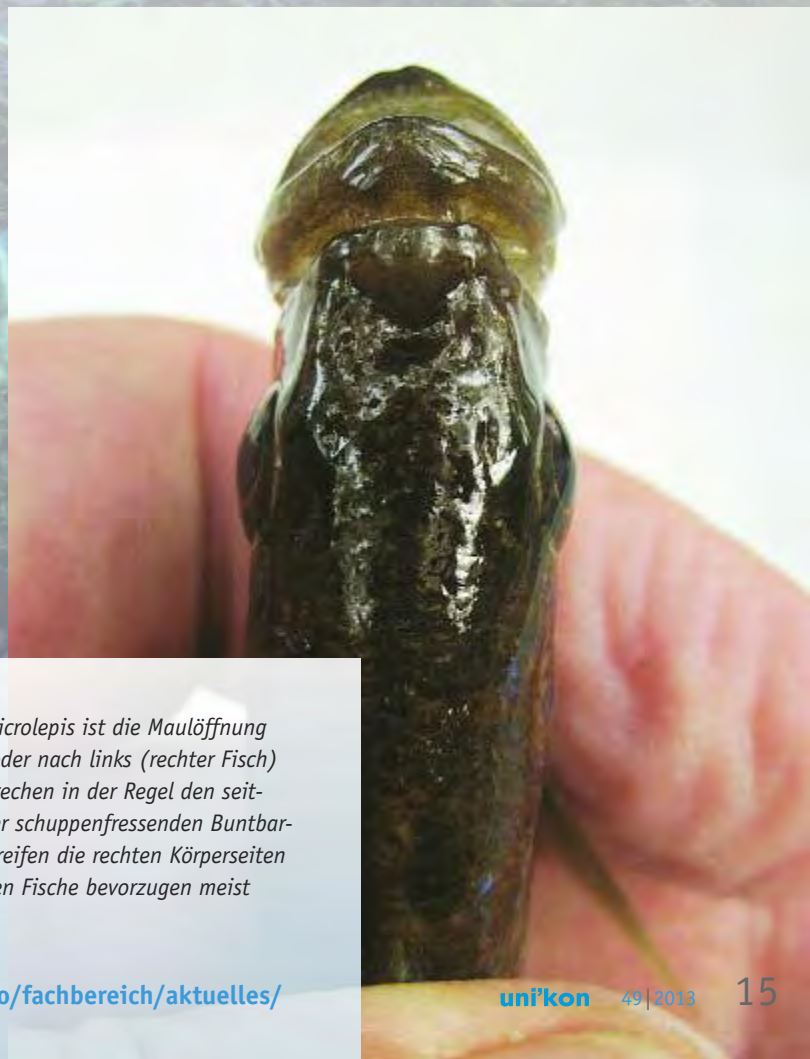 icrolepis ist die Maulöffnung
der nach links (rechter Fisch)
rechen in der Regel den seit-
r schuppenfressenden Buntbar-
reifen die rechten Körperseiten
en Fische bevorzugen meist
o/fachbereich/aktuelles/
uni'kon 49|2013 15